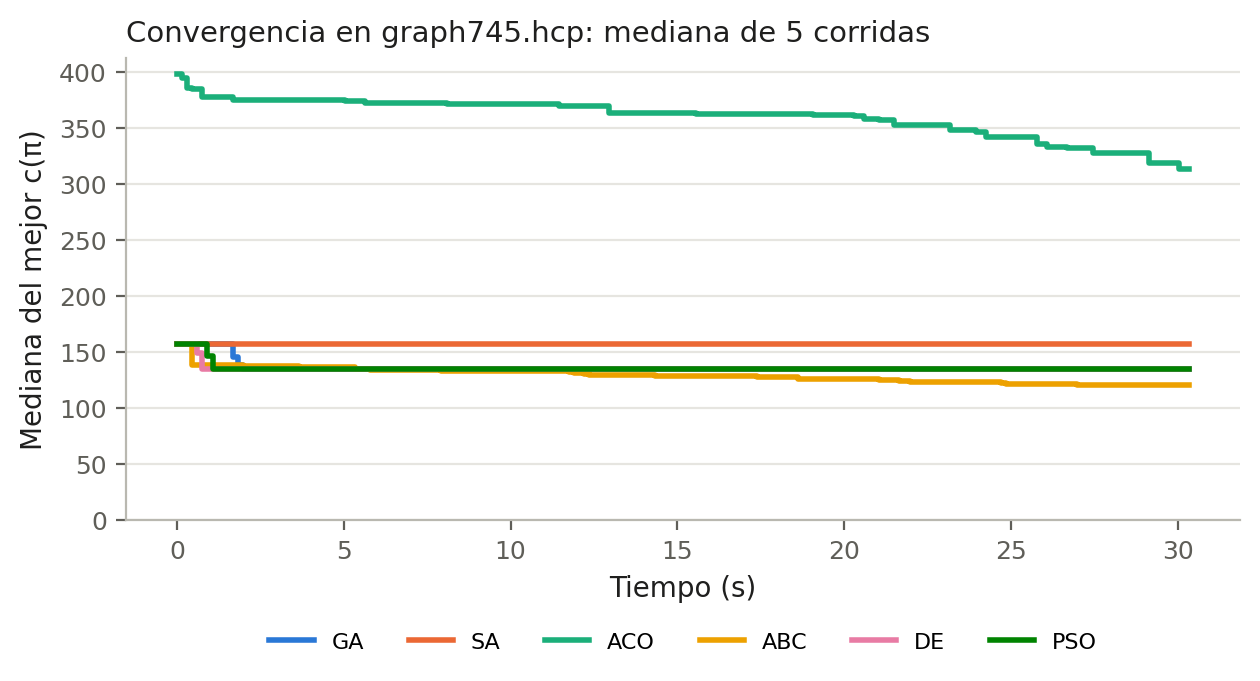 Convergencia en graph745.hcp: mediana de 5 corridas
Mediana del mejor c(π)
400
350
300
250
200
150
100
50
0
0 5 10 15 20 25 30
Tiempo (s)
GA SA ACO ABC DE PSO